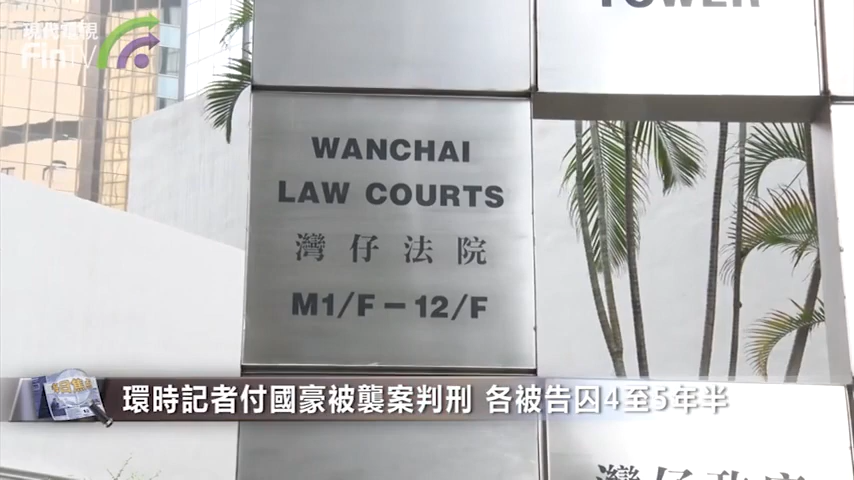 現代電視
FinTV
TOWER
WANCHAI
LAW COURTS
灣仔法院
M1/F – 12/F
環時記者付國豪被襲案判刑 各被告囚4至5年半
灣仔政府